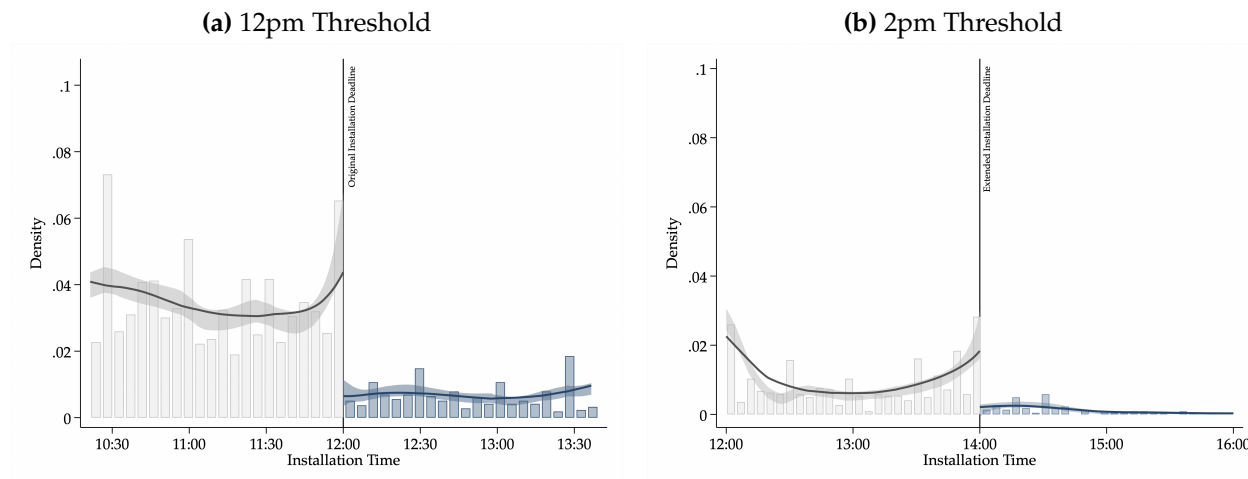 (a) 12pm Threshold
.1
.08
.06
.04
.02
0
Density
Original Installation Deadline
10:30 11:00 11:30 12:00 12:30 13:00 13:30
Installation Time
(b) 2pm Threshold
.1
.08
.06
.04
.02
0
Density
Extended Installation Deadline
12:00 13:00 14:00 15:00 16:00
Installation Time